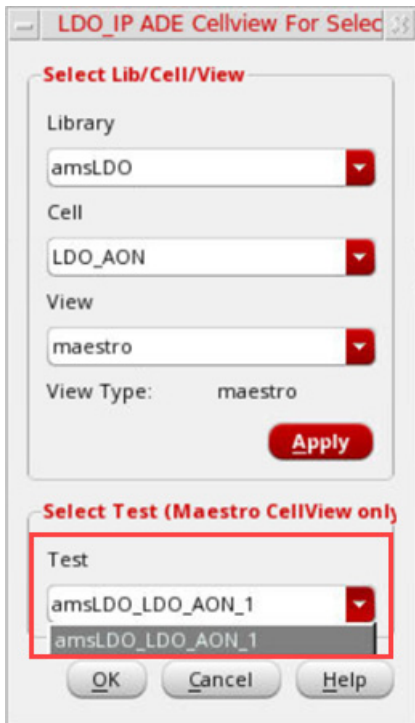 LDO_IP ADE Cellview For Selec
Select Lib/Cell/View
Library
amsLDO
Cell
LDO_AON
View
maestro
View Type: maestro
Apply
Select Test (Maestro CellView only
Test
amsLDO_LDO_AON_1
amsLDO_LDO_AON_1
OK Cancel Help